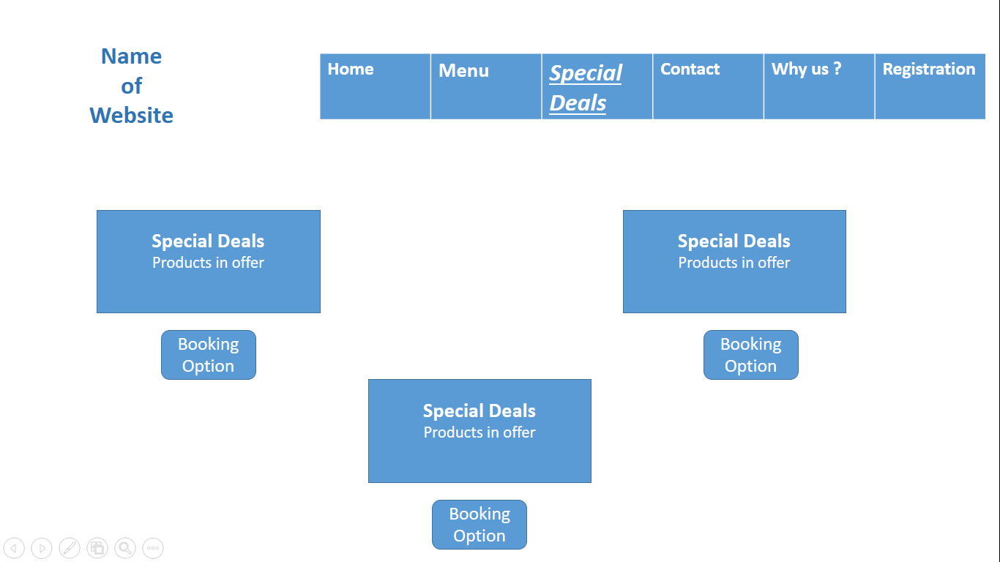 Name
of
Website
Home
Menu
Special
Deals
Contact
Why us ?
Registration
Special Deals
Products in offer
Booking
Option
Special Deals
Products in offer
Booking
Option
Special Deals
Products in offer
Booking
Option